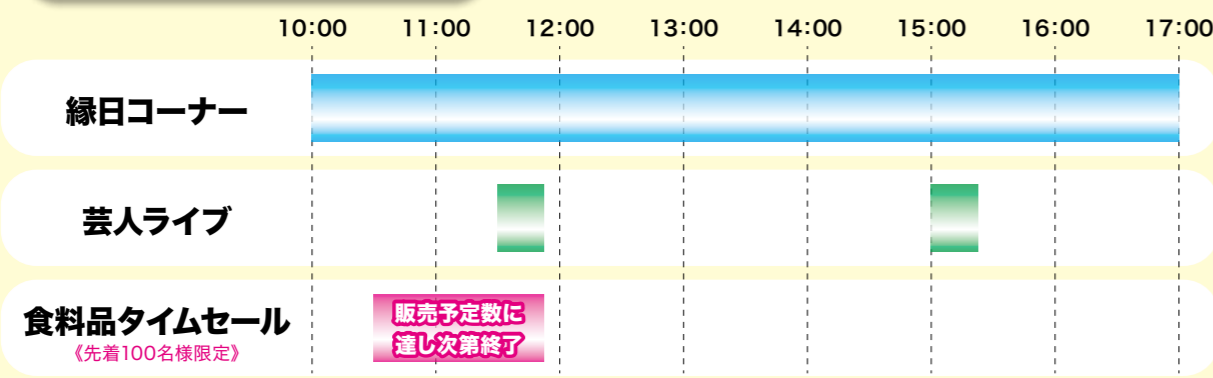 10:00 11:00 12:00 13:00 14:00 15:00 16:00 17:00
縁日コーナー
芸人ライブ
食料品タイムセール
《先着100名様限定》
販売予定数に
達し次第終了